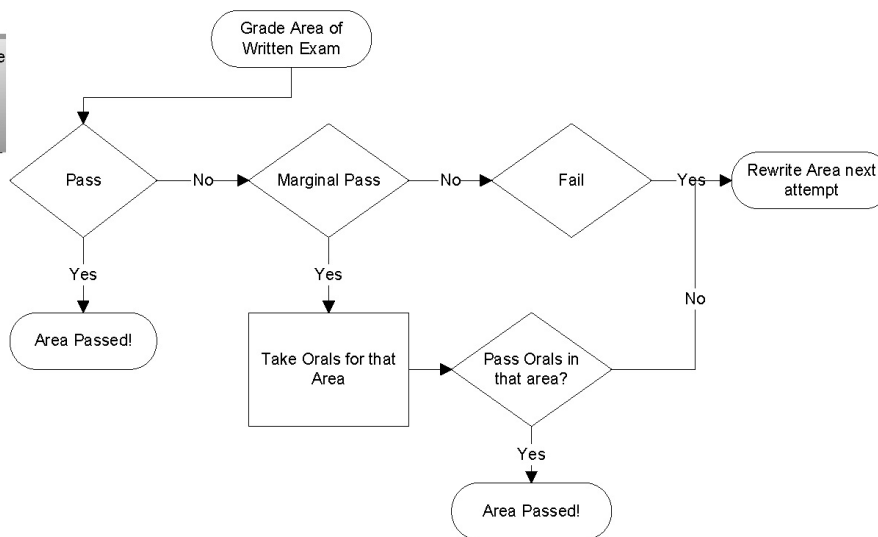 Grade Area of
Written Exam
e
Pass
No
Marginal Pass
No
Fail
Yes
Rewrite Area next
attempt
Yes
Yes
No
Area Passed!
Take Orals for that
Area
Pass Orals in
that area?
Yes
Area Passed!